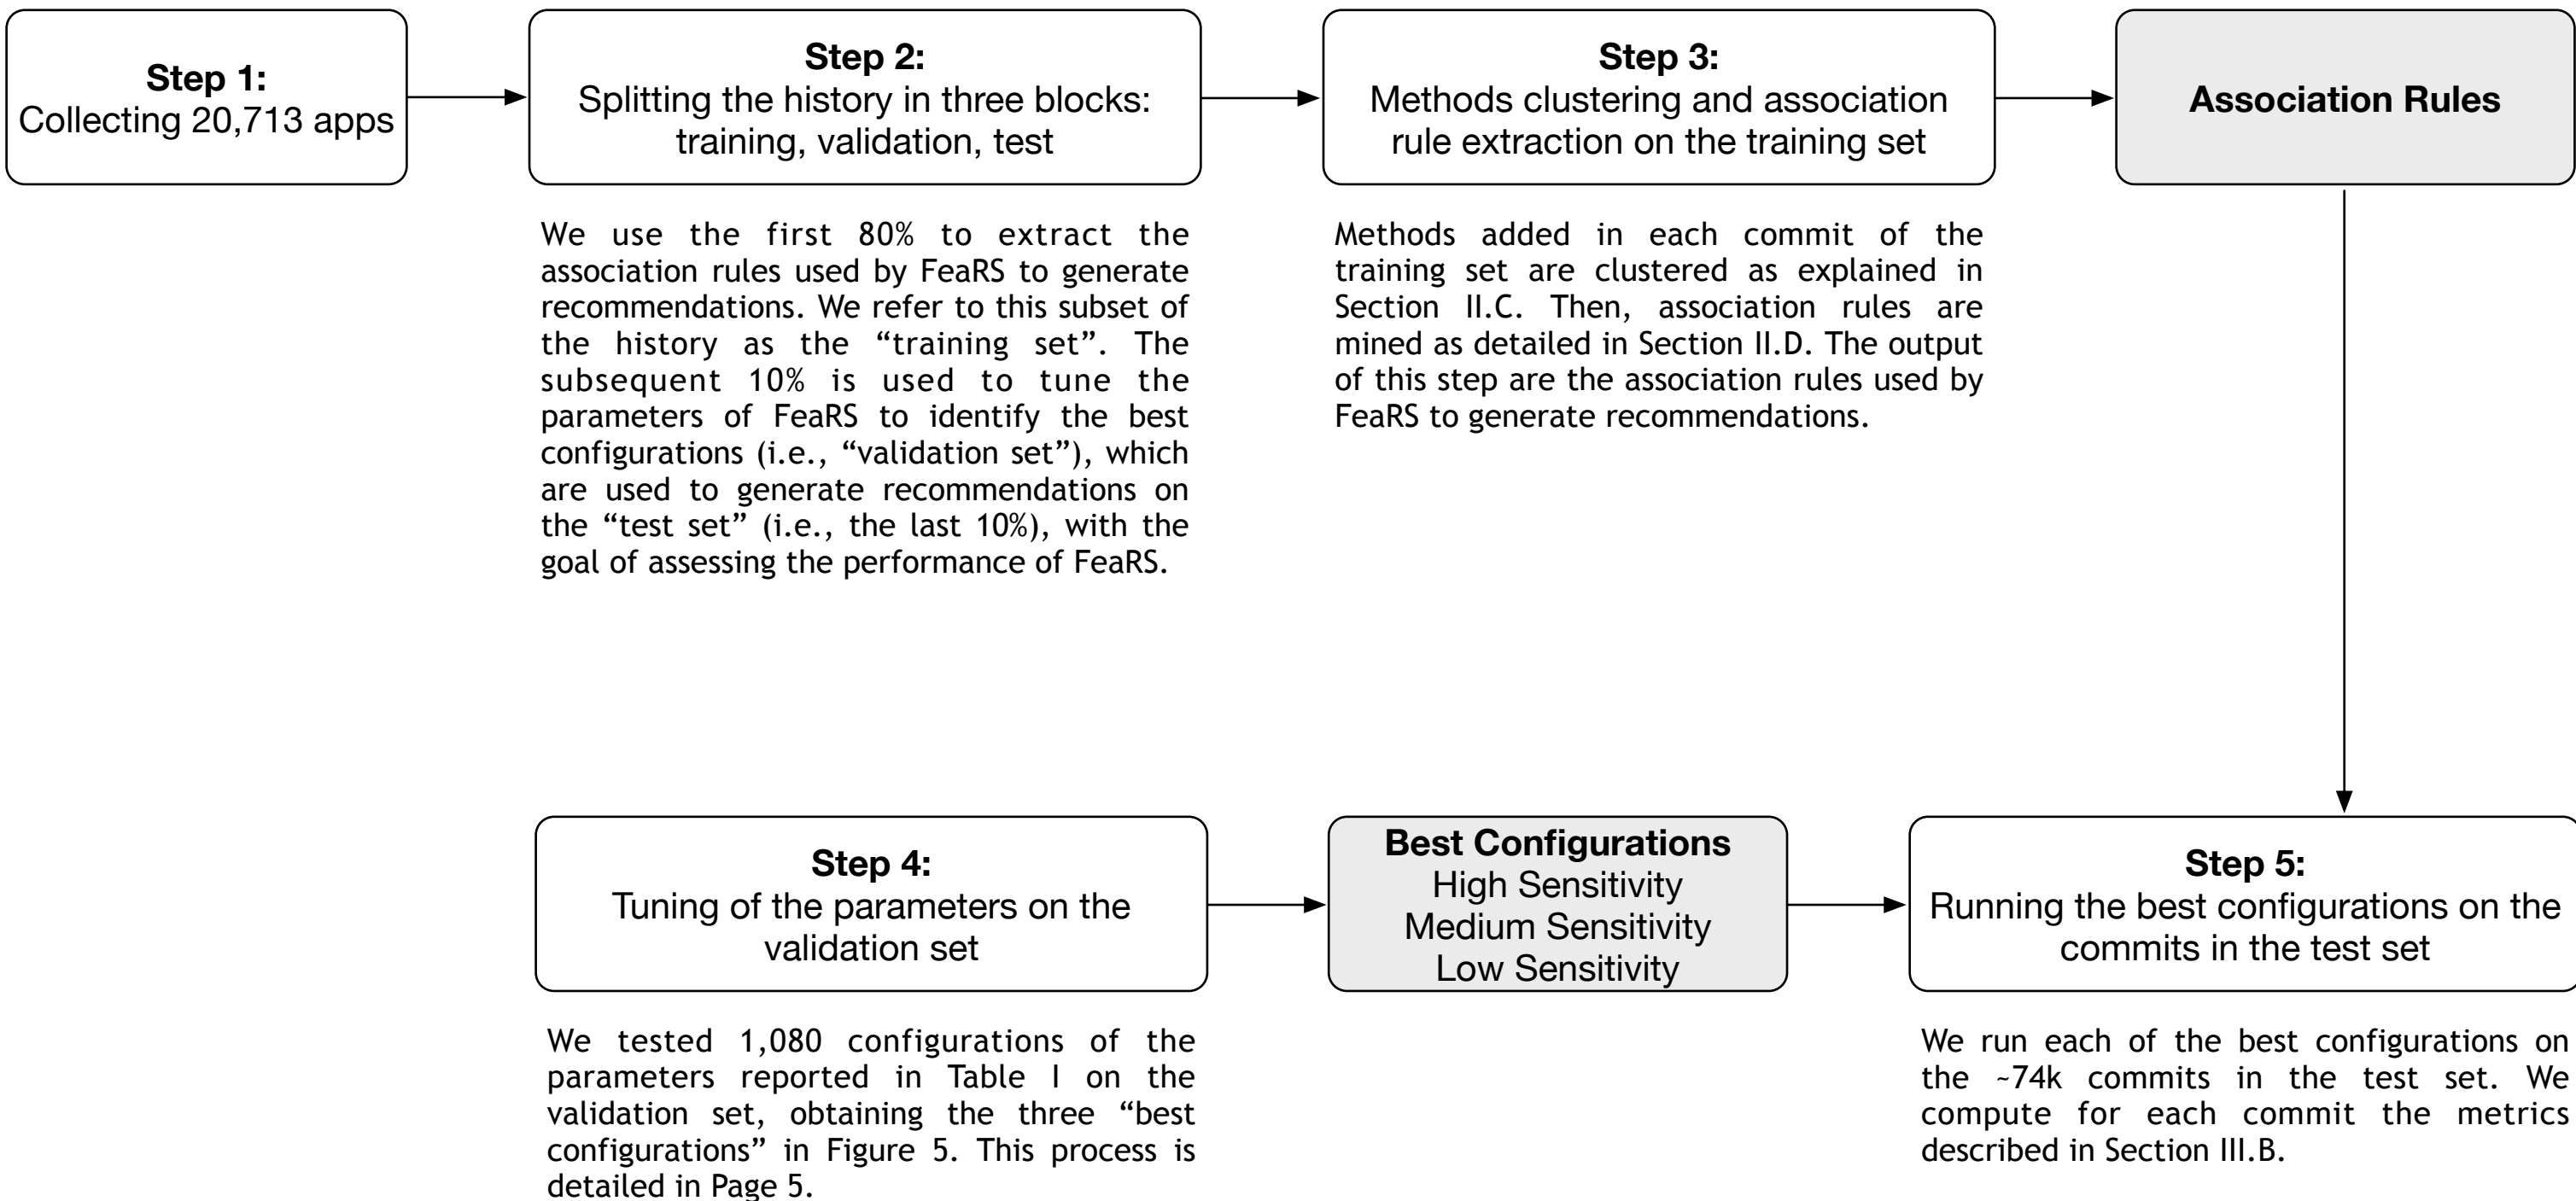 Step 1:
Collecting 20,713 apps
Step 2:
Splitting the history in three blocks:
training, validation, test
Step 3:
Methods clustering and association
rule extraction on the training set
Association Rules
We use the first 80% to extract the
association rules used by FeaRS to generate
recommendations. We refer to this subset of
the history as the “training set”. The
subsequent 10% is used to tune the
parameters of FeaRS to identify the best
configurations (i.e., “validation set”), which
are used to generate recommendations on
the “test set” (i.e., the last 10%), with the
goal of assessing the performance of FeaRS.
Methods added in each commit of the
training set are clustered as explained in
Section II.C. Then, association rules are
mined as detailed in Section II.D. The output
of this step are the association rules used by
FeaRS to generate recommendations.
Step 4:
Tuning of the parameters on the
validation set
Best Configurations
High Sensitivity
Medium Sensitivity
Low Sensitivity
Step 5:
Running the best configurations on the
commits in the test set
We tested 1,080 configurations of the
parameters reported in Table I on the
validation set, obtaining the three “best
configurations” in Figure 5. This process is
detailed in Page 5.
We run each of the best configurations on
the ~74k commits in the test set. We
compute for each commit the metrics
described in Section III.B.